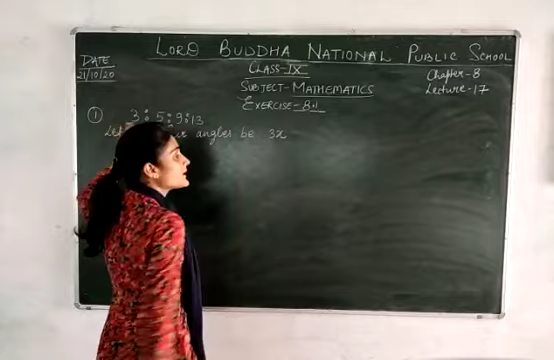 LORD BUDDHA NATIONAL PUBLIC SCHOOL
DATE
21/10/20
CLASS-IX
SUBJECT-MATHEMATICS
EXERCISE-8.1
Chapter-8
Lecture-17
① 3:5:9:13
Let angles be 3x